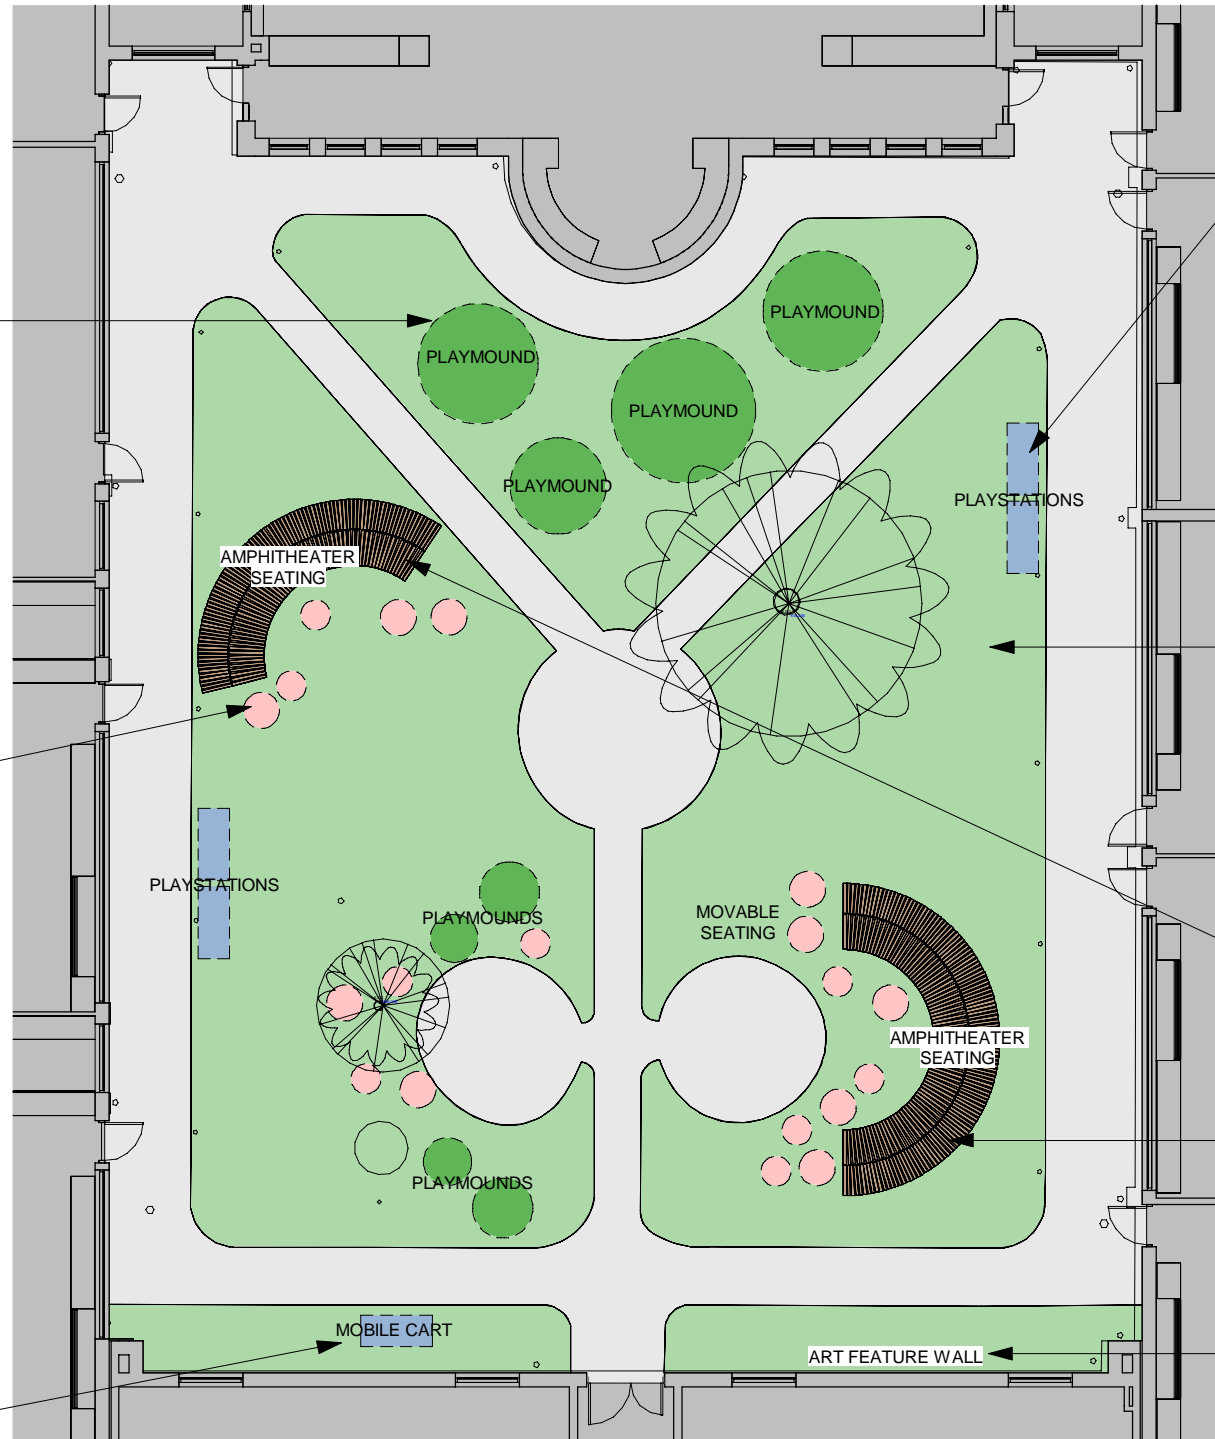 PLAYMOUND
PLAYMOUND
PLAYMOUND
PLAYMOUND
PLAYSTATIONS
AMPHITHEATER
SEATING
PLAYSTATIONS
PLAYMOUNDS
MOVABLE
SEATING
AMPHITHEATER
SEATING
PLAYMOUNDS
MOBILE CART
ART FEATURE WALL